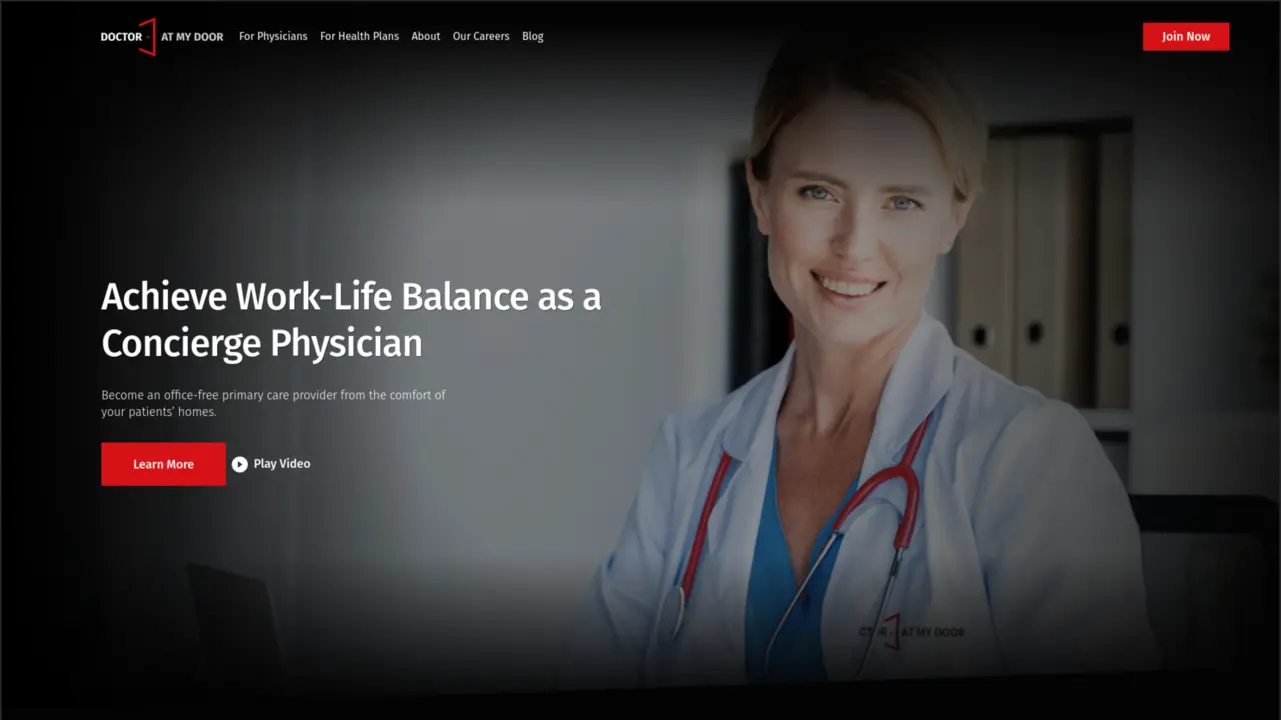 DOCTOR AT MY DOOR
For Physicians
For Health Plans
About
Our Careers
Blog
Join Now
Achieve Work-Life Balance as a
Concierge Physician
Become an office-free primary care provider from the comfort of
your patients’ homes.
Learn More
Play Video
AT MY DOOR